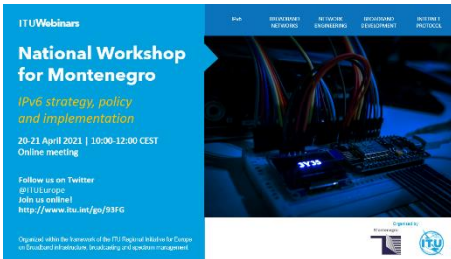 ITUWebinars
National Workshop
for Montenegro
IPv6 strategy, policy
and implementation
20-21 April 2021 | 10:00-12:00 CEST
Online meeting
Follow us on Twitter
@ITUEurope
Join us online!
http://www.itu.int/go/93FG
Organized within the framework of the ITU Regional Initiative for Europe
on Broadband infrastructure, broadcasting and spectrum management
IPv6
BROADBAND
NETWORKS
NETWORK
ENGINEERING
BROADBAND
DEVELOPMENT
INTERNET
PROTOCOL
Organized by
Montenegro
ITU